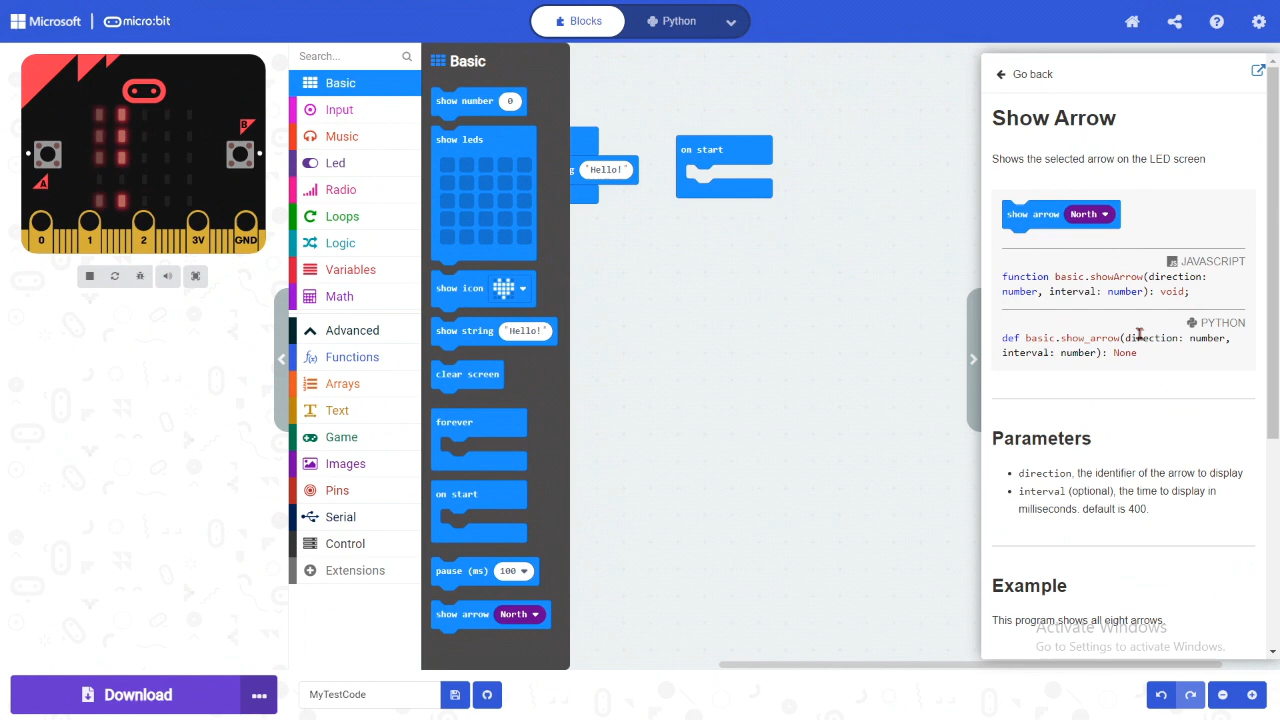 Microsoft micro:bit Blocks Python
Search...
Basic
Input
Music
Led
Radio
Loops
Logic
Variables
Math
Advanced
Functions
Arrays
Text
Game
Images
Pins
Serial
Control
Extensions
A
B
0 1 2 3V GND
Basic
show number 0
show leds
show icon
show string "Hello!"
clear screen
forever
on start
pause (ms) 100
show arrow North
g "Hello!"
on start
Go back
Show Arrow
Shows the selected arrow on the LED screen
show arrow North
JS JAVASCRIPT
function basic.showArrow(direction:
number, interval: number): void;
PYTHON
def basic.show_arrow(direction: number,
interval: number): None
Parameters
• direction, the identifier of the arrow to display
• interval (optional), the time to display in
milliseconds. default is 400.
Example
This program shows all eight arrows.
Activate Windows
Go to Settings to activate Windows.
Download
MyTestCode